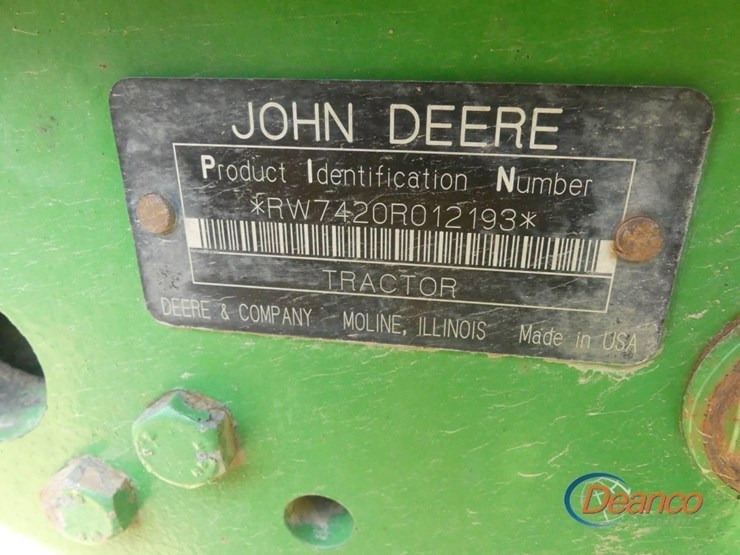 JOHN DEERE
Product Identification Number
*RW7420R012193*
TRACTOR
DEERE & COMPANY MOLINE, ILLINOIS Made in USA
Deanco